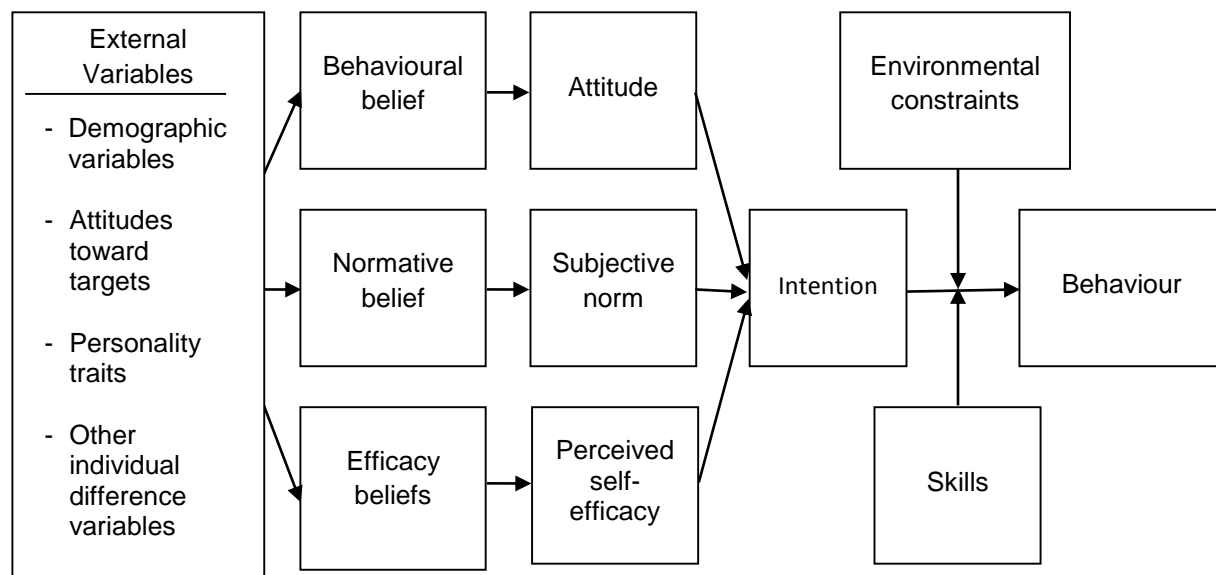 External
Variables
- Demographic
variables
- Attitudes
toward
targets
- Personality
traits
- Other
individual
difference
variables
Behavioural
belief
Attitude
Normative
belief
Subjective
norm
Efficacy
beliefs
Perceived
self-
efficacy
Intention
Environmental
constraints
Skills
Behaviour